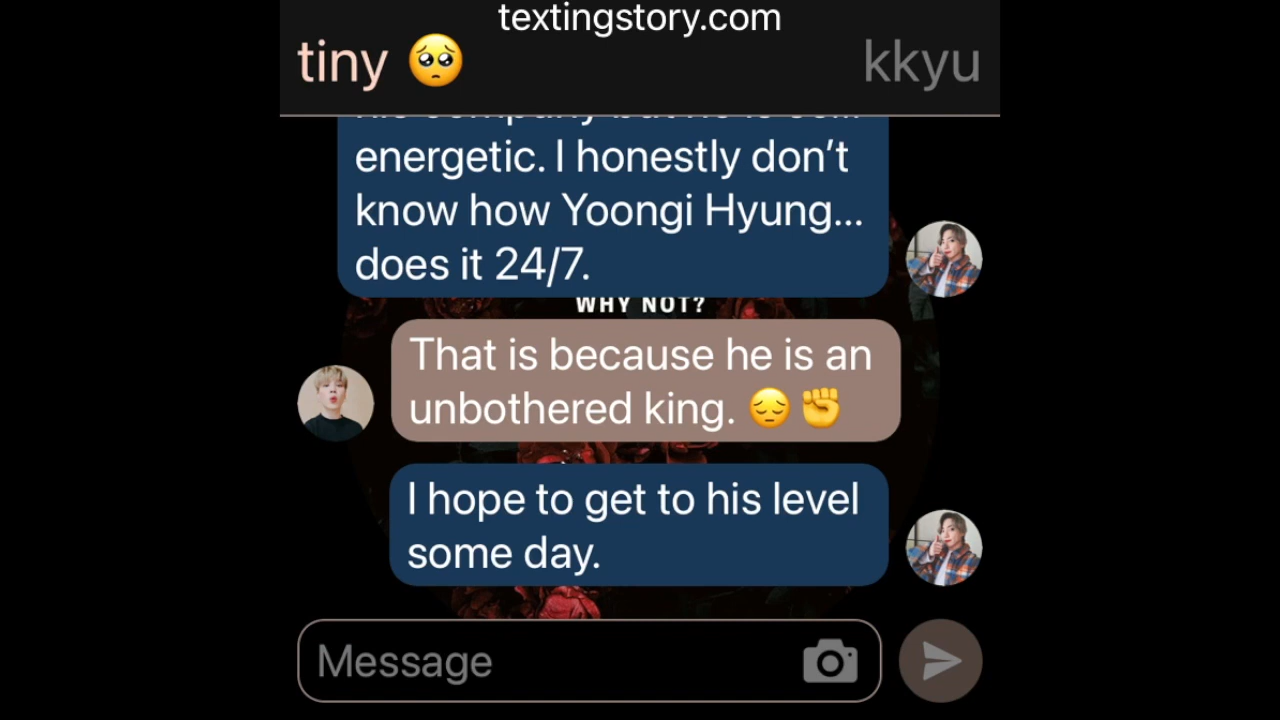 textingstory.com
tiny 🥺
kkyu
energetic. I honestly don't
know how Yoongi Hyung...
does it 24/7.
WHY NOT?
That is because he is an
unbothered king. 😔 ✊
I hope to get to his level
some day.
Message